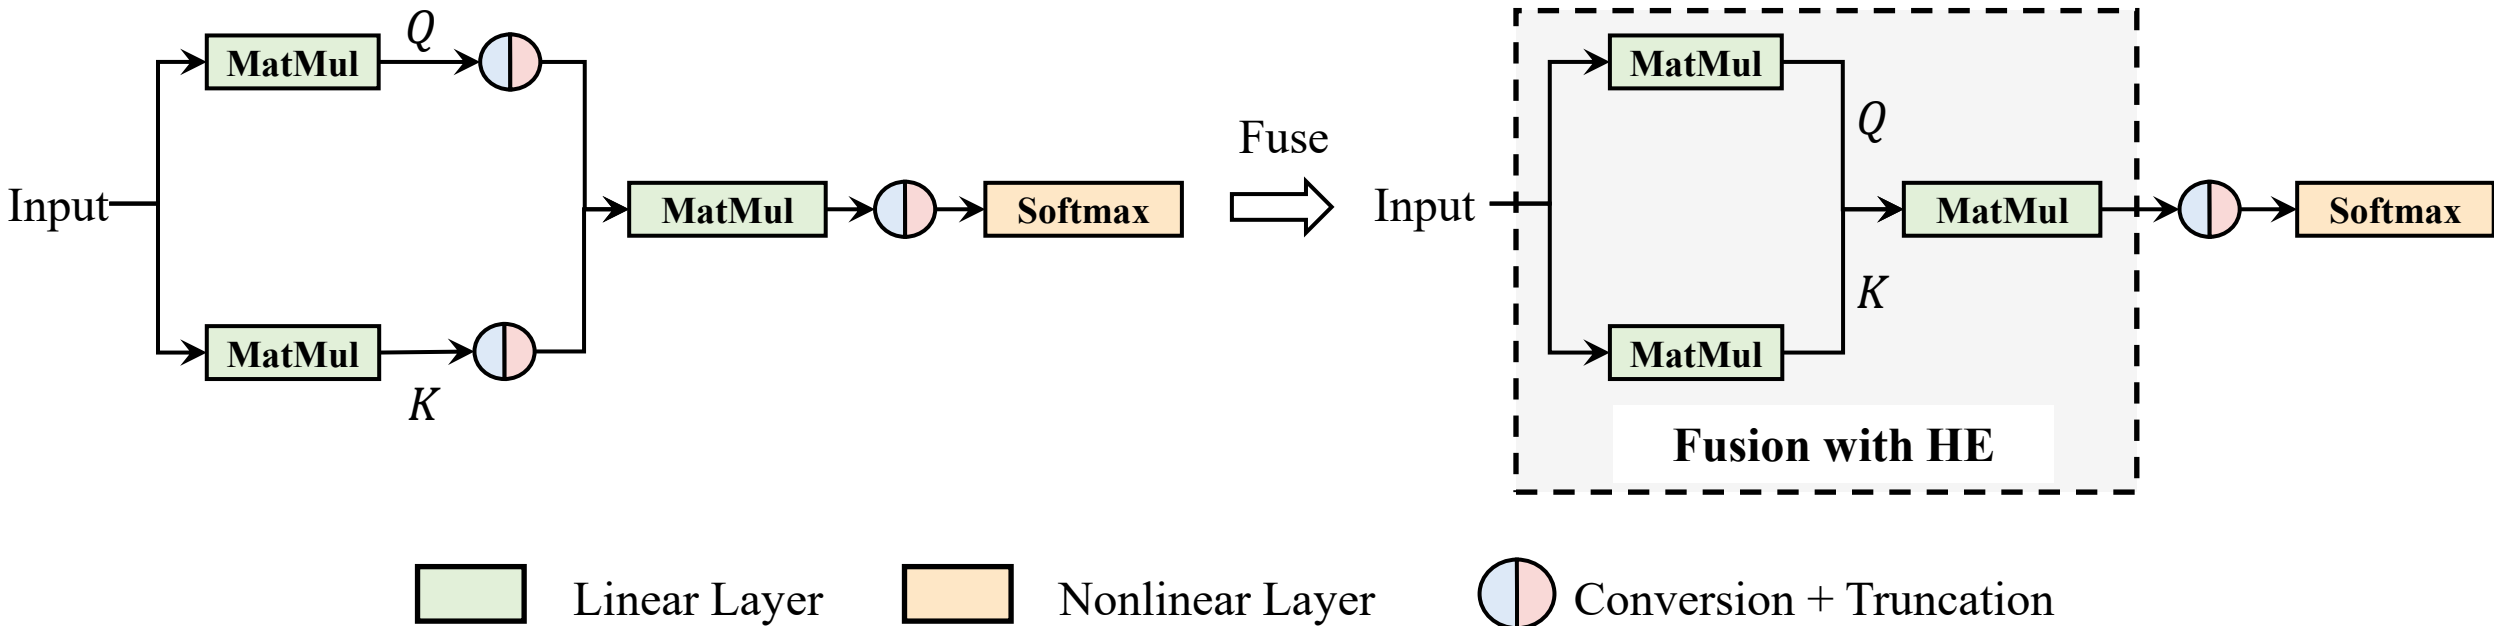 Q
MatMul
Input
MatMul
Softmax
MatMul
K
Fuse
Input
MatMul
Q
MatMul
Softmax
K
MatMul
Fusion with HE
Linear Layer
Nonlinear Layer
Conversion + Truncation